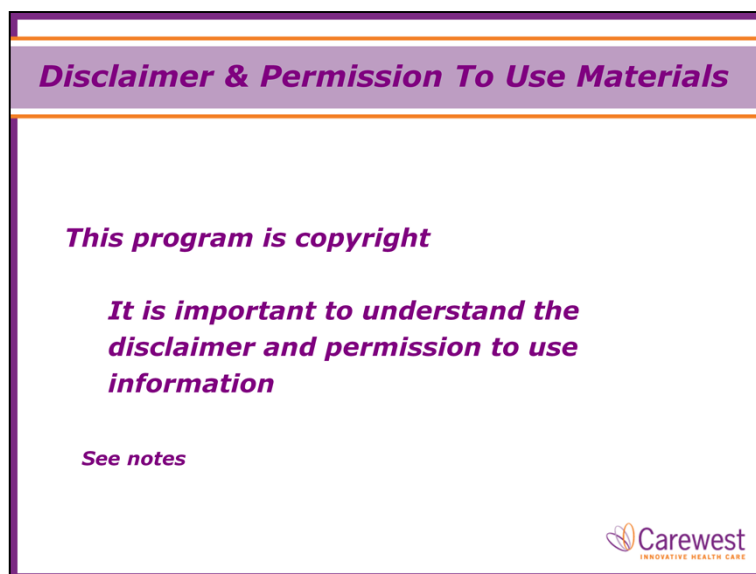 Disclaimer & Permission To Use Materials
This program is copyright
It is important to understand the
disclaimer and permission to use
information
See notes
Carewest
INNOVATIVE HEALTH CARE